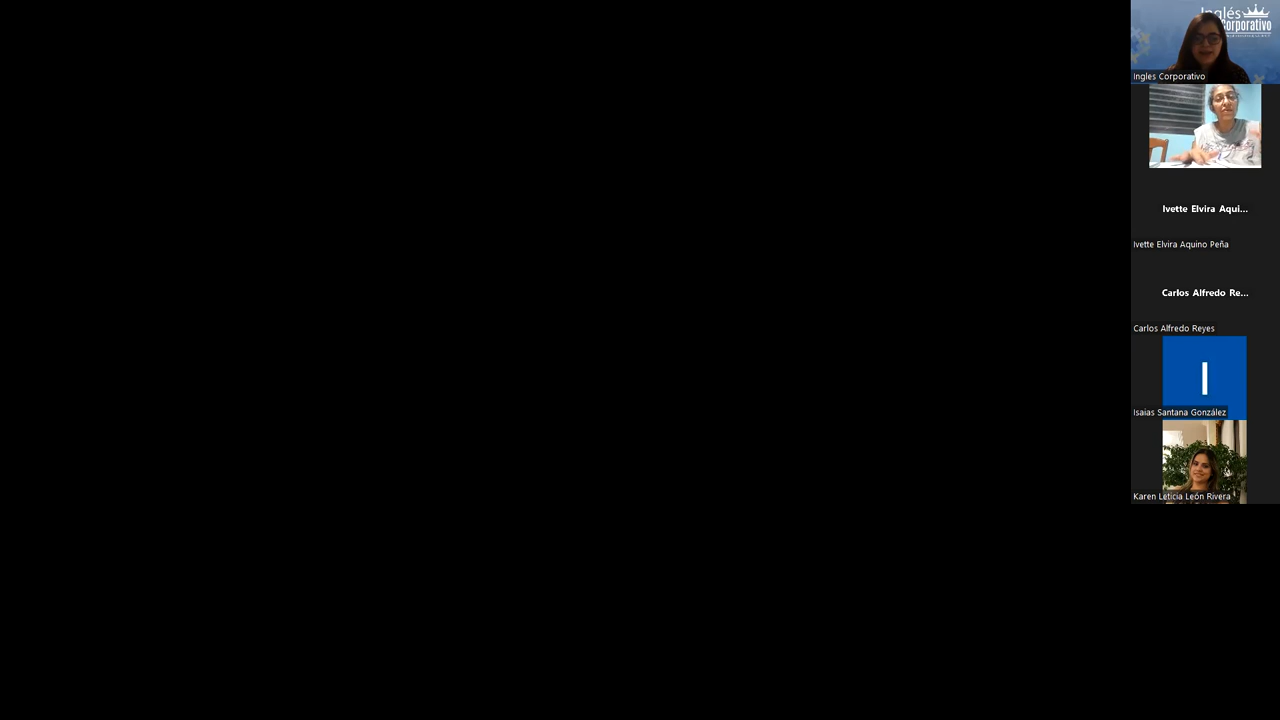 Inglés
Corporativo
Ingles Corporativo
Ivette Elvira Aqui...
Ivette Elvira Aquino Peña
Carlos Alfredo Re...
Carlos Alfredo Reyes
I
Isaias Santana González
Karen Leticia León Rivera